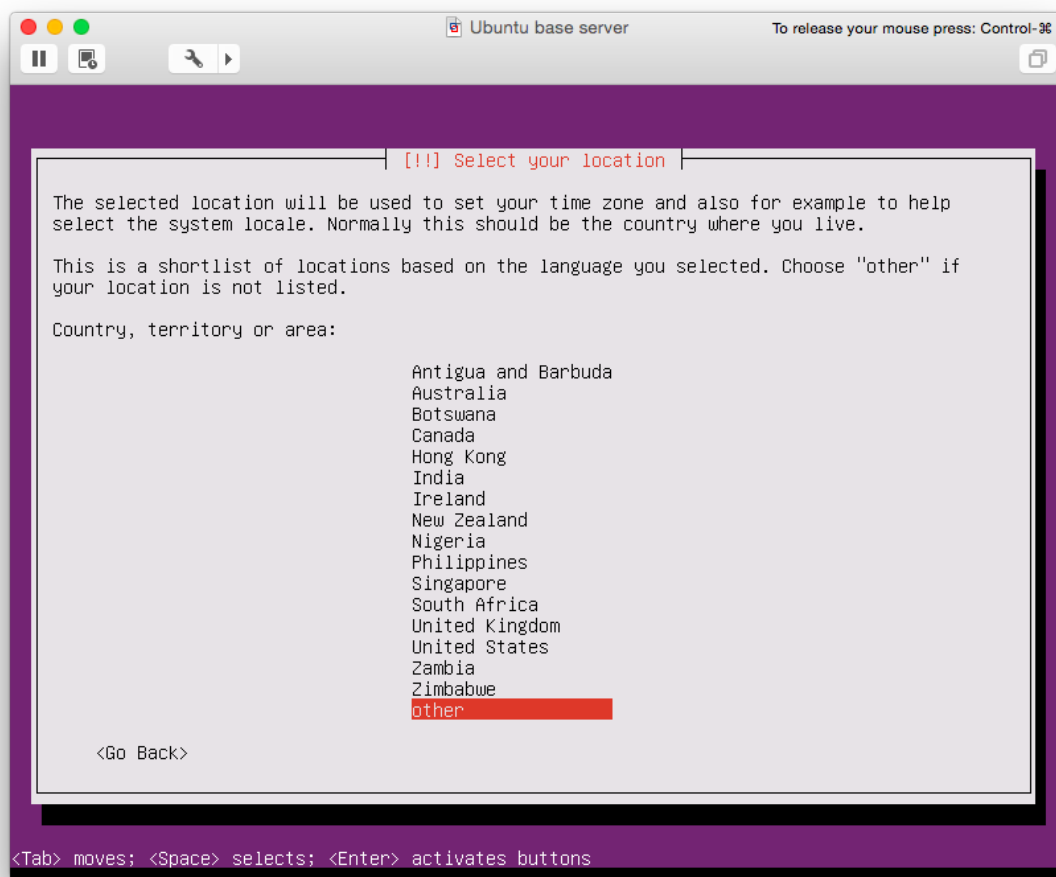 Ubuntu base server
To release your mouse press: Control-⌘
[!!] Select your location
The selected location will be used to set your time zone and also for example to help
select the system locale. Normally this should be the country where you live.
This is a shortlist of locations based on the language you selected. Choose "other" if
your location is not listed.
Country, territory or area:
Antigua and Barbuda
Australia
Botswana
Canada
Hong Kong
India
Ireland
New Zealand
Nigeria
Philippines
Singapore
South Africa
United Kingdom
United States
Zambia
Zimbabwe
other
<Go Back>
<Tab> moves; <Space> selects; <Enter> activates buttons